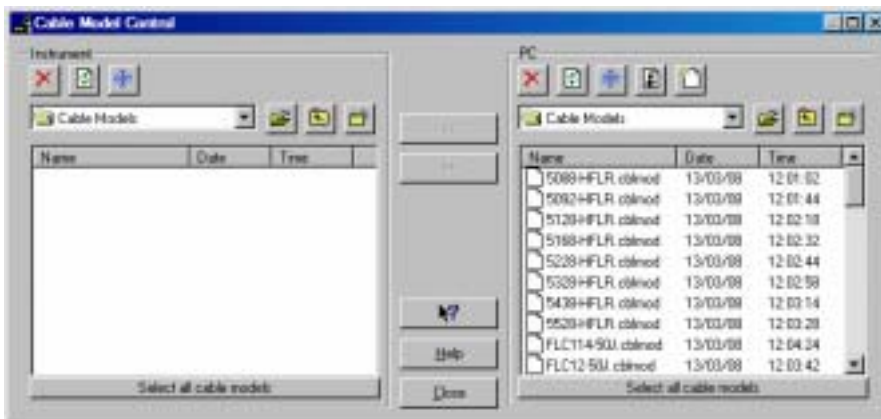 Cable Model Control
Instrument
Cable Models
Name Date Time
Select all cable models
Help
Close
PC
Cable Models
Name Date Time
5088-HFLR.cblmod 13/03/08 12:01:02
5092-HFLR.cblmod 13/03/08 12:01:44
5128-HFLR.cblmod 13/03/08 12:02:18
5168-HFLR.cblmod 13/03/08 12:02:32
5228-HFLR.cblmod 13/03/08 12:02:44
5328-HFLR.cblmod 13/03/08 12:02:58
5438-HFLR.cblmod 13/03/08 12:03:14
5528-HFLR.cblmod 13/03/08 12:03:28
FLC114-50J.cblmod 13/03/08 12:04:24
FLC12-50J.cblmod 13/03/08 12:03:42
Select all cable models